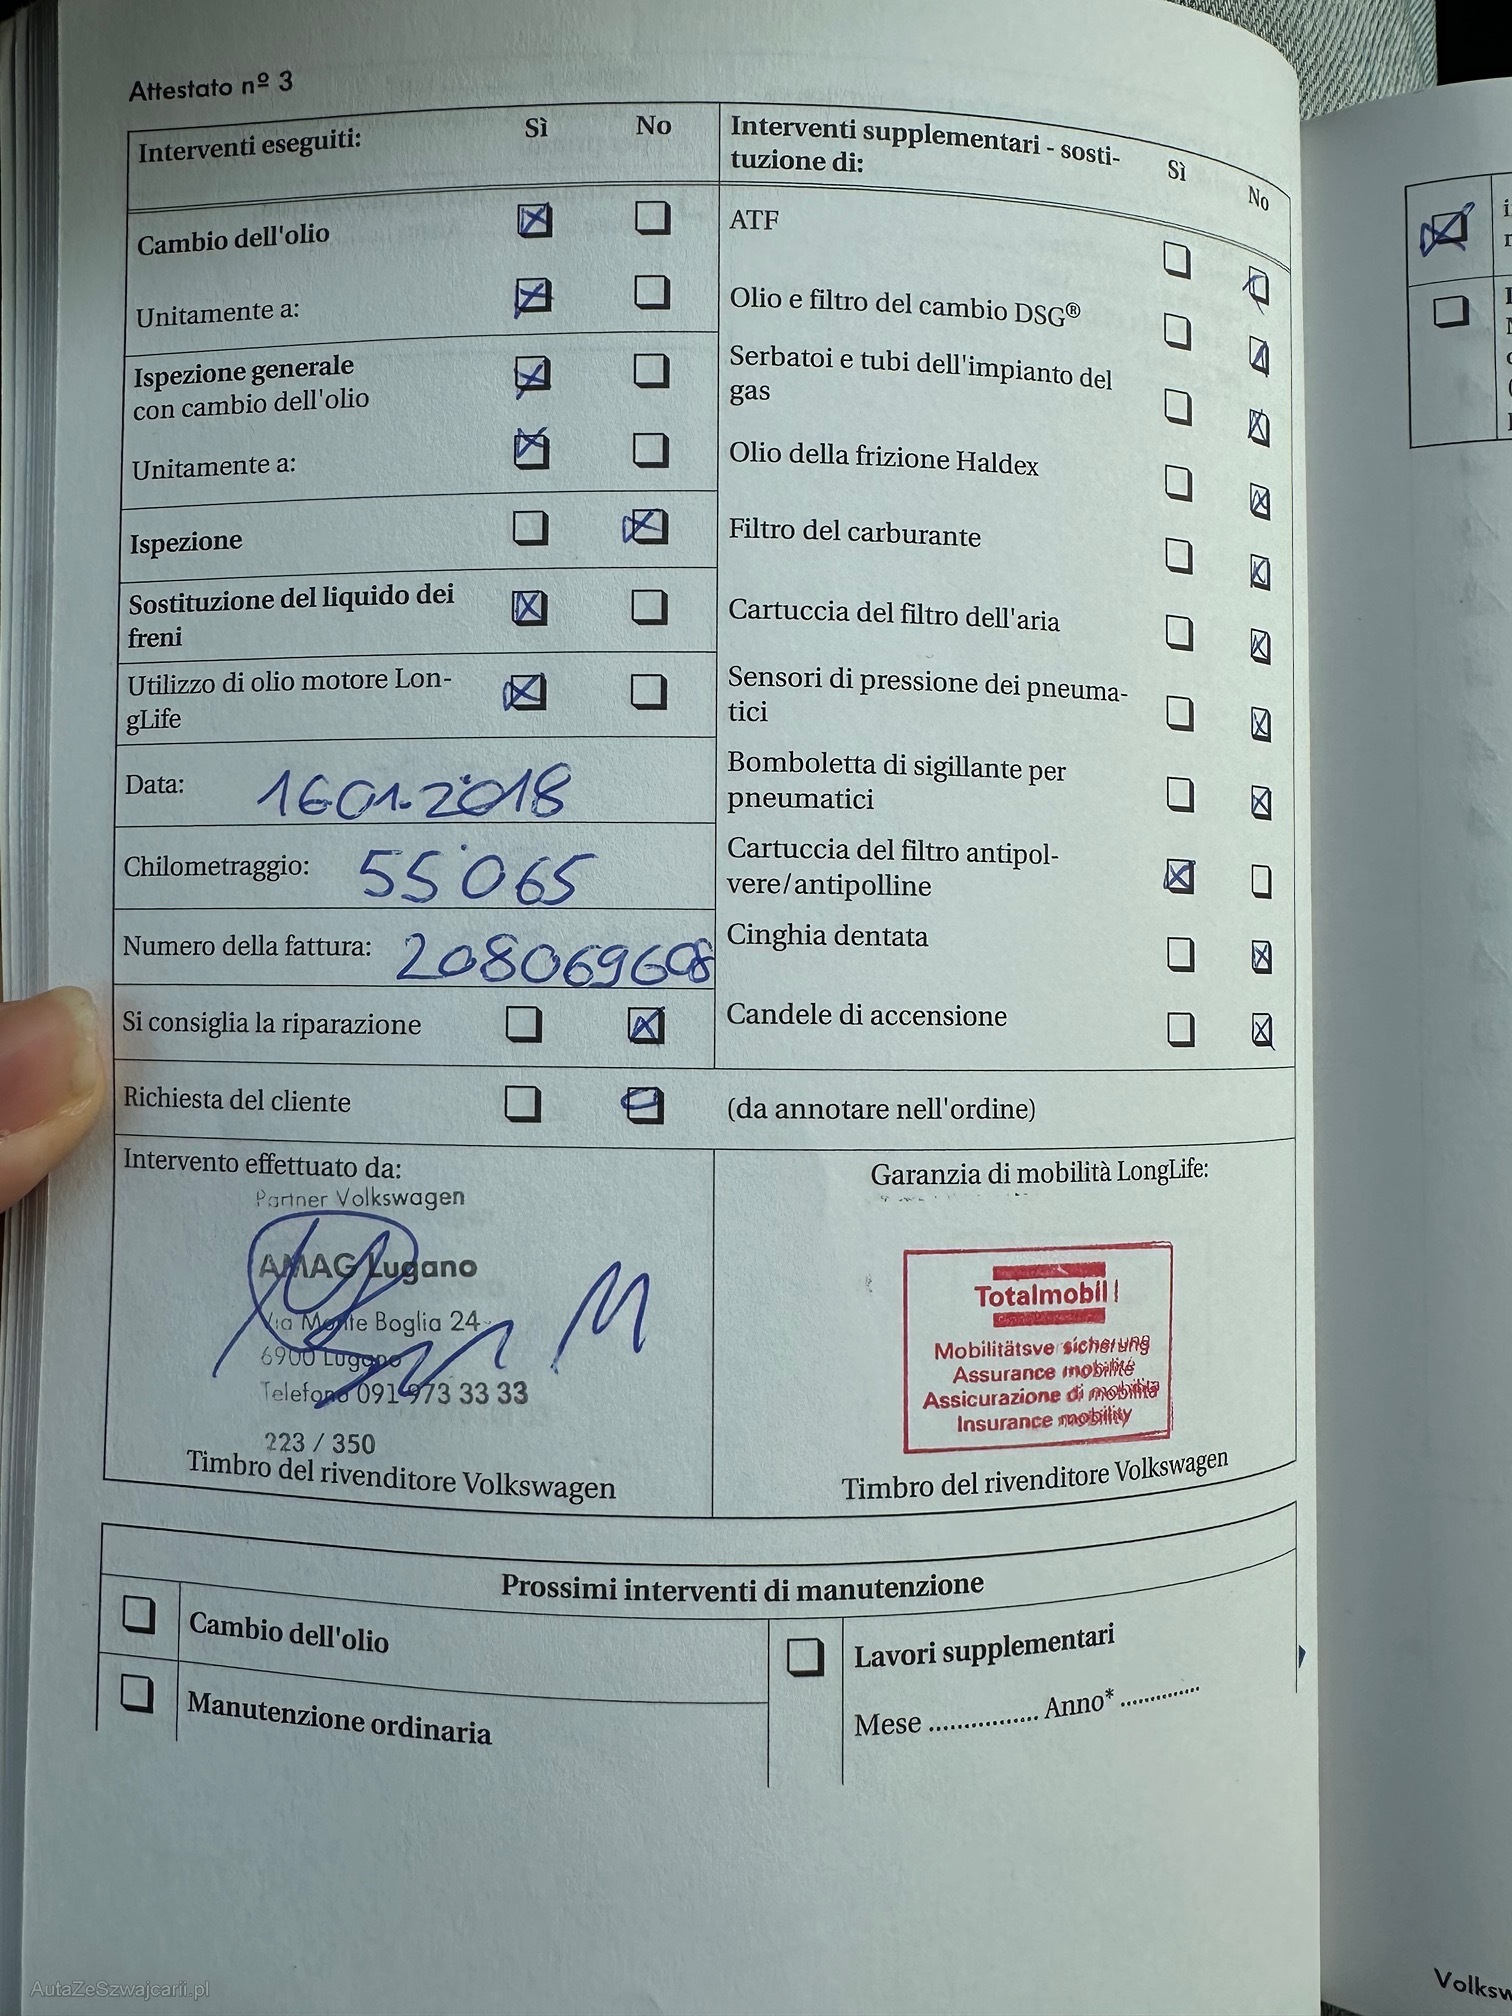 Attestato nº 3
Interventi eseguiti: Sì No
Cambio dell'olio
Unitamente a:
Ispezione generale
con cambio dell'olio
Unitamente a:
Ispezione
Sostituzione del liquido dei
freni
Utilizzo di olio motore Lon-
gLife
Data: 16.01.2018
Chilometraggio: 55'065
Numero della fattura: 208069608
Si consiglia la riparazione
Richiesta del cliente (da annotare nell'ordine)
Interventi supplementari - sosti-
tuzione di: Sì No
ATF
Olio e filtro del cambio DSG®
Serbatoi e tubi dell'impianto del
gas
Olio della frizione Haldex
Filtro del carburante
Cartuccia del filtro dell'aria
Sensori di pressione dei pneuma-
tici
Bomboletta di sigillante per
pneumatici
Cartuccia del filtro antipol-
vere/antipolline
Cinghia dentata
Candele di accensione
Intervento effettuato da:
Partner Volkswagen
AMAG Lugano
Via Monte Boglia 24
6900 Lugano
Telefono 091 973 33 33
223 / 350
Timbro del rivenditore Volkswagen
Garanzia di mobilità LongLife:
Totalmobil!
Mobilitätsversicherung
Assurance mobilité
Assicurazione di mobilità
Insurance mobility
Timbro del rivenditore Volkswagen
Prossimi interventi di manutenzione
Cambio dell'olio
Manutenzione ordinaria
Lavori supplementari
Mese ................ Anno* .............
AutaZeSzwajcarii.pl